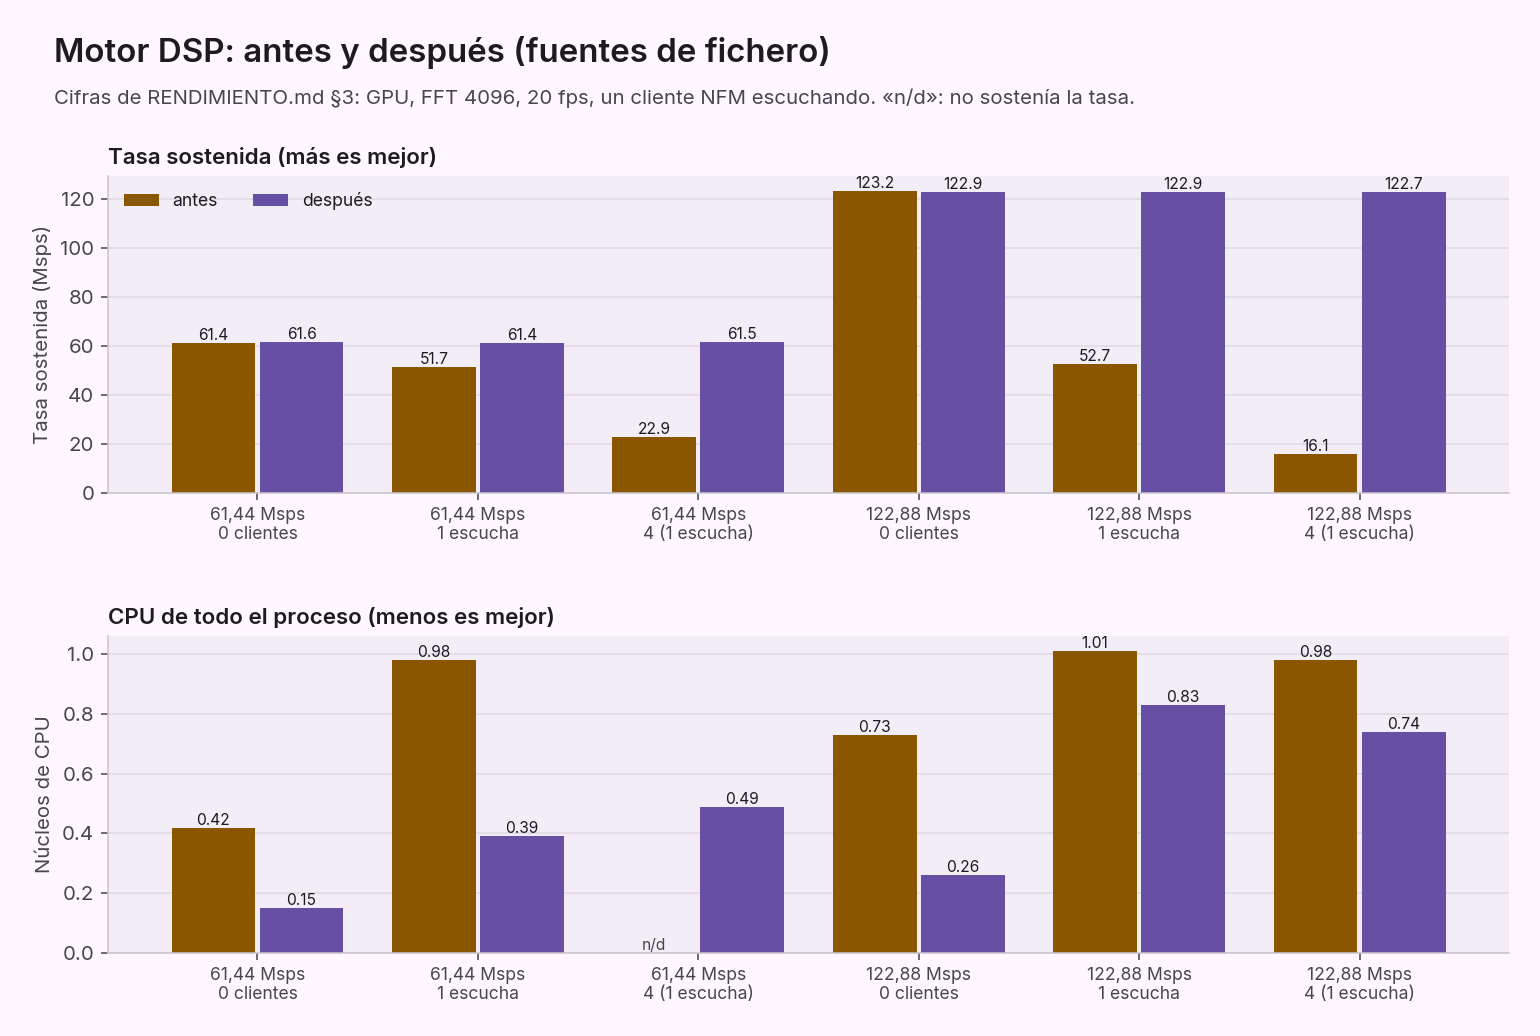 Motor DSP: antes y después (fuentes de fichero)
Cifras de RENDIMIENTO.md §3: GPU, FFT 4096, 20 fps, un cliente NFM escuchando. «n/d»: no sostenía la tasa.
Tasa sostenida (más es mejor)
Tasa sostenida (Msps)
antes
después
120
100
80
60
40
20
0
61.4
61.6
51.7
61.4
22.9
61.5
123.2
122.9
52.7
122.9
16.1
122.7
61,44 Msps
0 clientes
61,44 Msps
1 escucha
61,44 Msps
4 (1 escucha)
122,88 Msps
0 clientes
122,88 Msps
1 escucha
122,88 Msps
4 (1 escucha)
CPU de todo el proceso (menos es mejor)
Núcleos de CPU
1.0
0.8
0.6
0.4
0.2
0.0
0.42
0.15
0.98
0.39
n/d
0.49
0.73
0.26
1.01
0.83
0.98
0.74
61,44 Msps
0 clientes
61,44 Msps
1 escucha
61,44 Msps
4 (1 escucha)
122,88 Msps
0 clientes
122,88 Msps
1 escucha
122,88 Msps
4 (1 escucha)